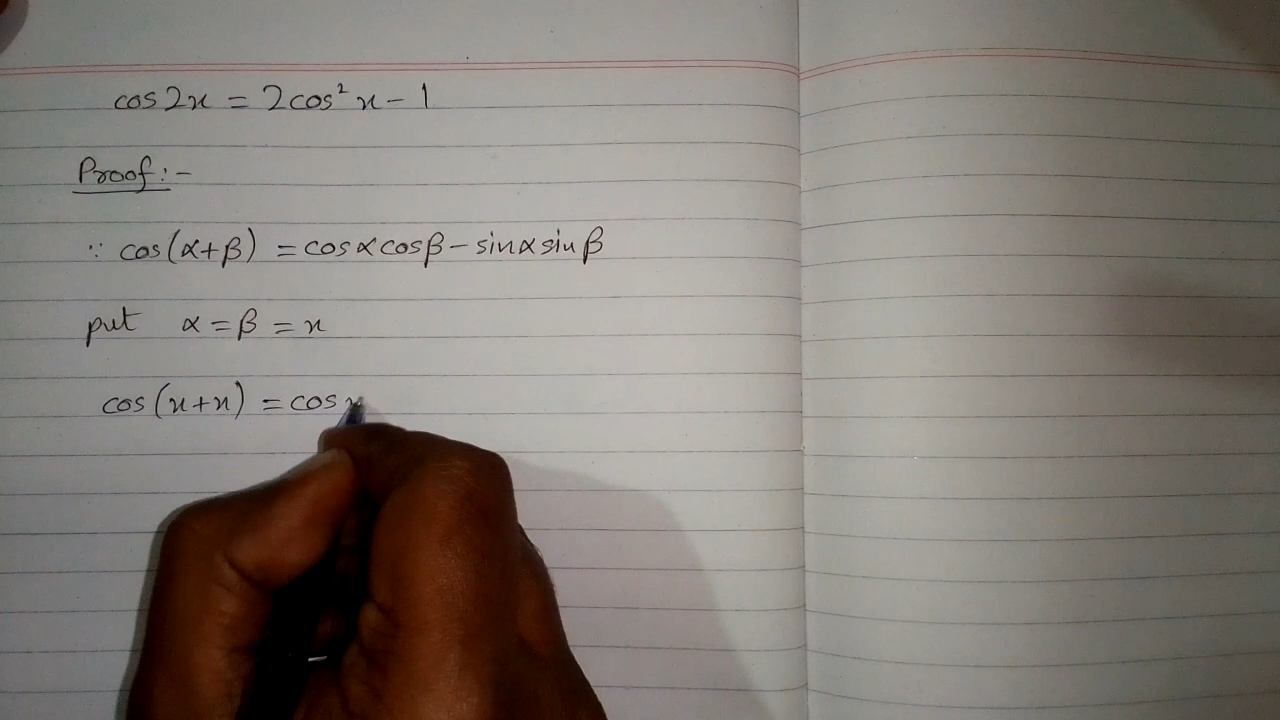 cos 2x = 2cos² x - 1
Proof :-
∵ cos(α+β) = cosα cosβ - sinα sinβ
put α = β = x
cos(x+x) = cos x